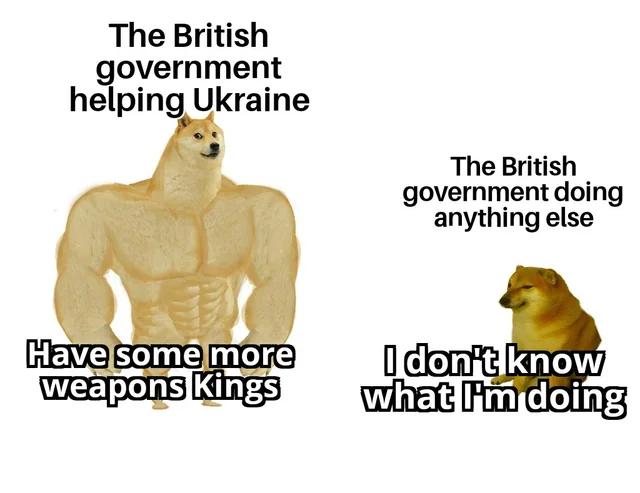 The British
government
helping Ukraine
Have some more
weapons Kings
The British
government doing
anything else
I don't know
what I'm doing